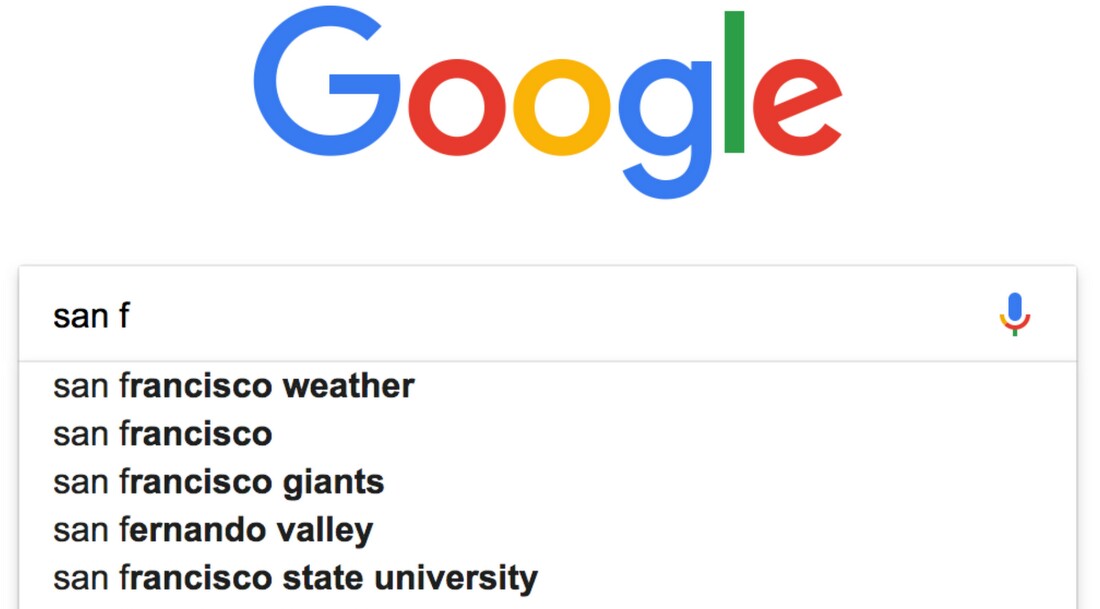 Google
san f
san francisco weather
san francisco
san francisco giants
san fernando valley
san francisco state university